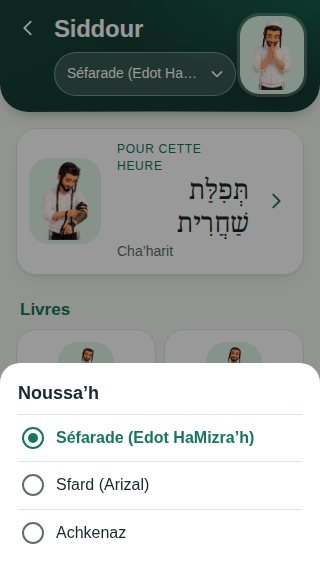 Siddour
Séfarade (Edot Ha…
POUR CETTE
HEURE
תְּפִלַּת
שַׁחֲרִית
Cha’harit
Livres
Noussa’h
Séfarade (Edot HaMizra’h)
Sfard (Arizal)
Achkenaz